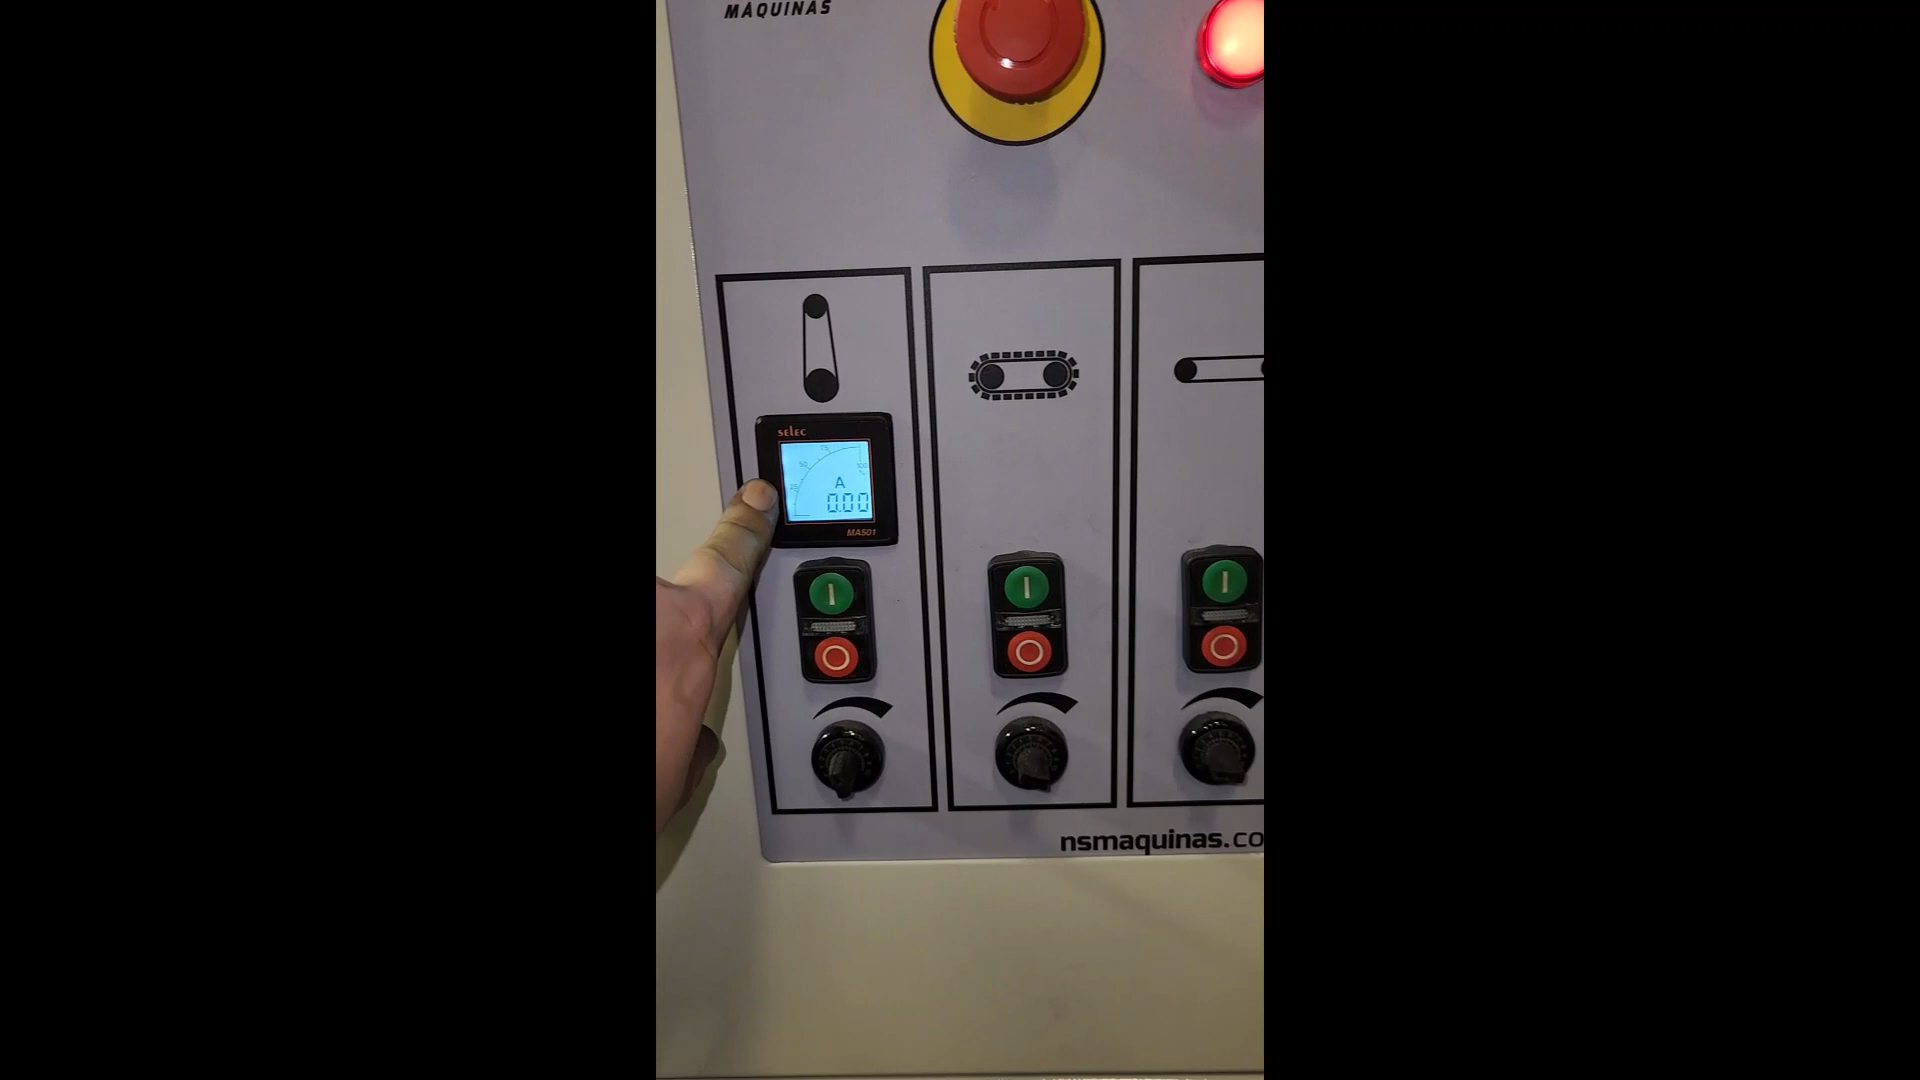 MÁQUINAS
selec
75
50
100
%
25
A
0.00
MA501
I
I
I
O
O
O
nsmaquinas.co